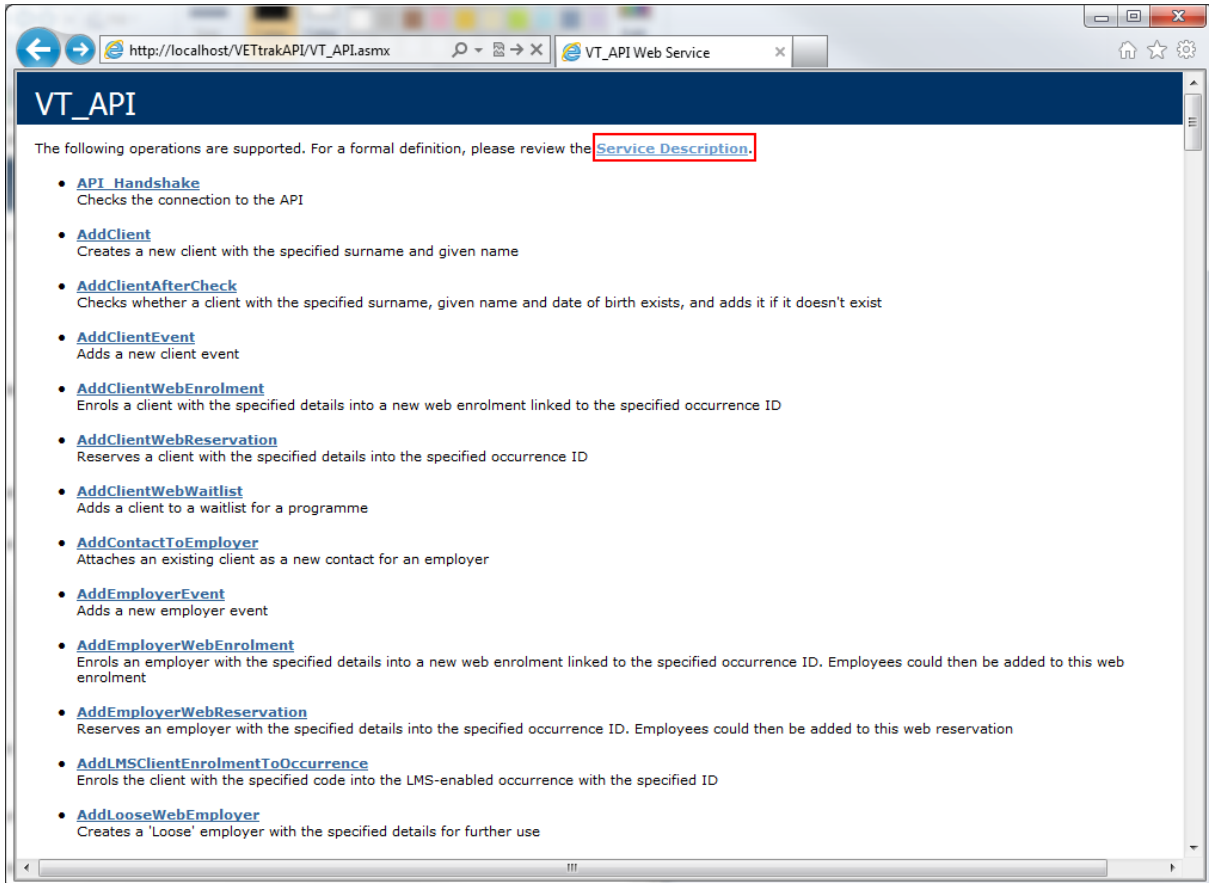 http://localhost/VETtrakAPI/VT_API.asmx
VT_API Web Service
VT_API
The following operations are supported. For a formal definition, please review the Service Description.
API_Handshake
Checks the connection to the API
AddClient
Creates a new client with the specified surname and given name
AddClientAfterCheck
Checks whether a client with the specified surname, given name and date of birth exists, and adds it if it doesn't exist
AddClientEvent
Adds a new client event
AddClientWebEnrolment
Enrols a client with the specified details into a new web enrolment linked to the specified occurrence ID
AddClientWebReservation
Reserves a client with the specified details into the specified occurrence ID
AddClientWebWaitlist
Adds a client to a waitlist for a programme
AddContactToEmployer
Attaches an existing client as a new contact for an employer
AddEmployerEvent
Adds a new employer event
AddEmployerWebEnrolment
Enrols an employer with the specified details into a new web enrolment linked to the specified occurrence ID. Employees could then be added to this web
enrolment
AddEmployerWebReservation
Reserves an employer with the specified details into the specified occurrence ID. Employees could then be added to this web reservation
AddLMSClientEnrolmentToOccurrence
Enrols the client with the specified code into the LMS-enabled occurrence with the specified ID
AddLooseWebEmployer
Creates a 'Loose' employer with the specified details for further use